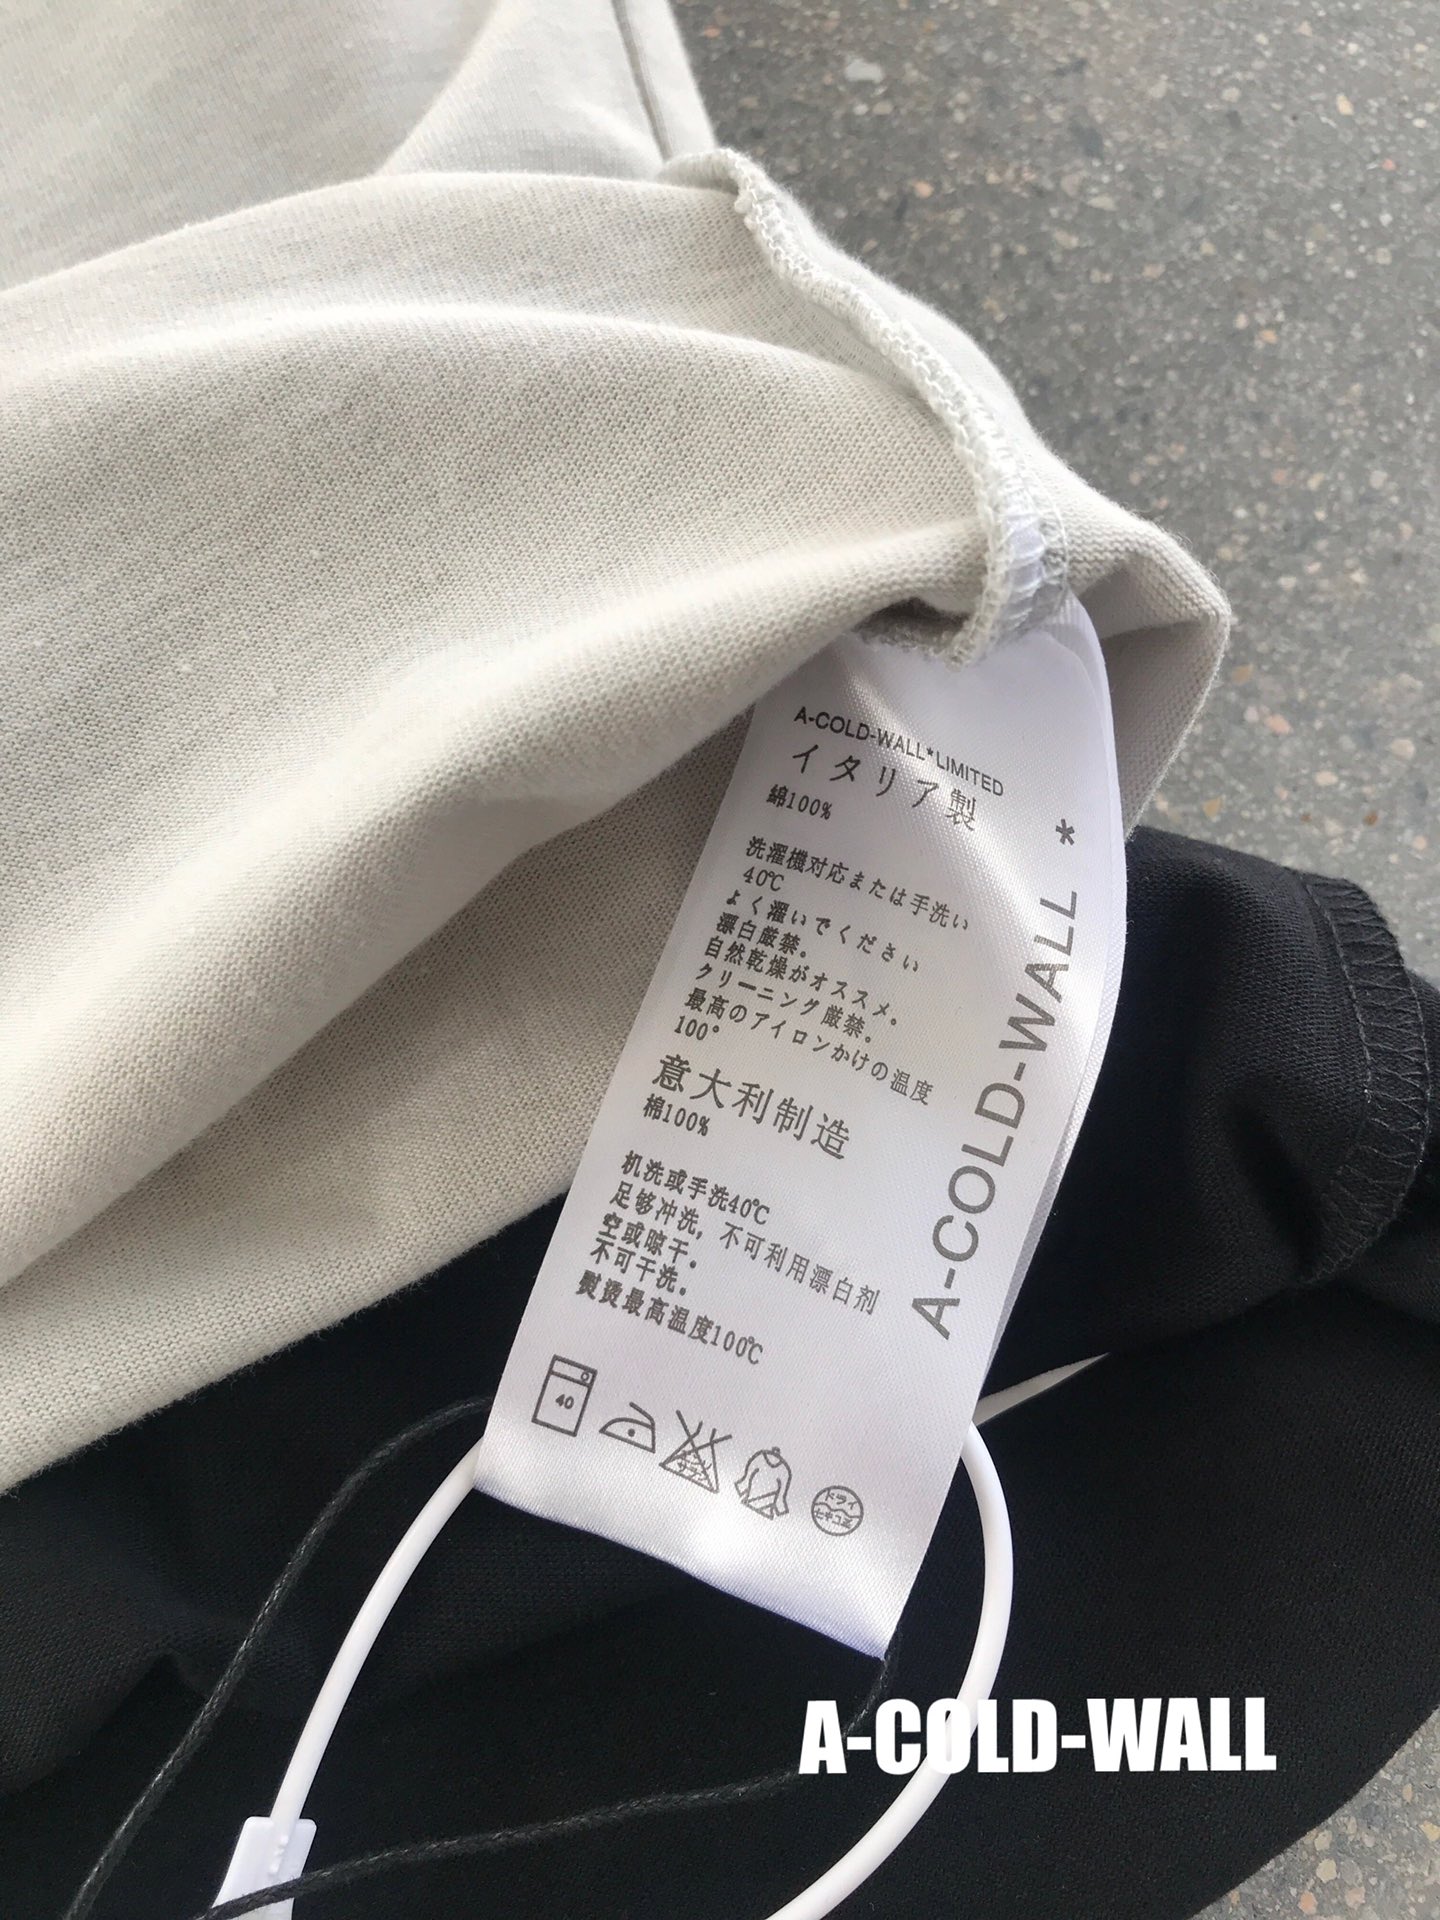 A-COLD-WALL*LIMITED
イタリア製
綿100%
洗濯機対応または手洗い
40℃
よく濯いでください
漂白厳禁。
自然乾燥がオススメ。
クリーニング厳禁。
最高のアイロンかけの温度
100°
意大利制造
棉100%
机洗或手洗40℃
足够冲洗，不可利用漂白剂
空或晾干。
不可干洗。
熨烫最高温度100℃
40
ドライ
A-COLD-WALL *
A-COLD-WALL